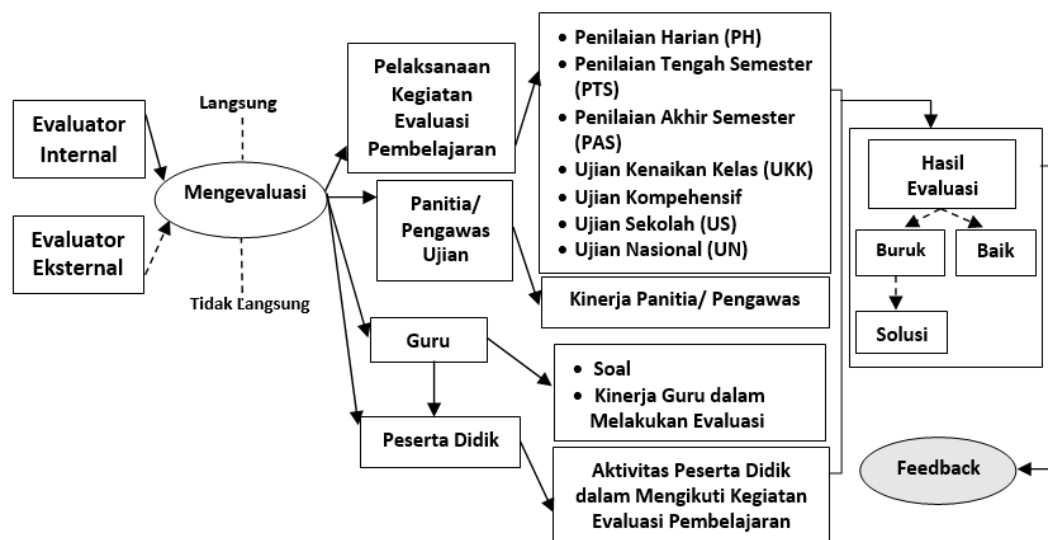 Evaluator
Internal
Evaluator
Eksternal
Langsung
Mengevaluasi
Tidak Langsung
Pelaksanaan
Kegiatan
Evaluasi
Pembelajaran
Panitia/
Pengawas
Ujian
Guru
Peserta Didik
• Penilaian Harian (PH)
• Penilaian Tengah Semester
(PTS)
• Penilaian Akhir Semester
(PAS)
• Ujian Kenaikan Kelas (UKK)
• Ujian Kompehensif
• Ujian Sekolah (US)
• Ujian Nasional (UN)
Kinerja Panitia/ Pengawas
• Soal
• Kinerja Guru dalam
Melakukan Evaluasi
Aktivitas Peserta Didik
dalam Mengikuti Kegiatan
Evaluasi Pembelajaran
Hasil
Evaluasi
Buruk
Baik
Solusi
Feedback